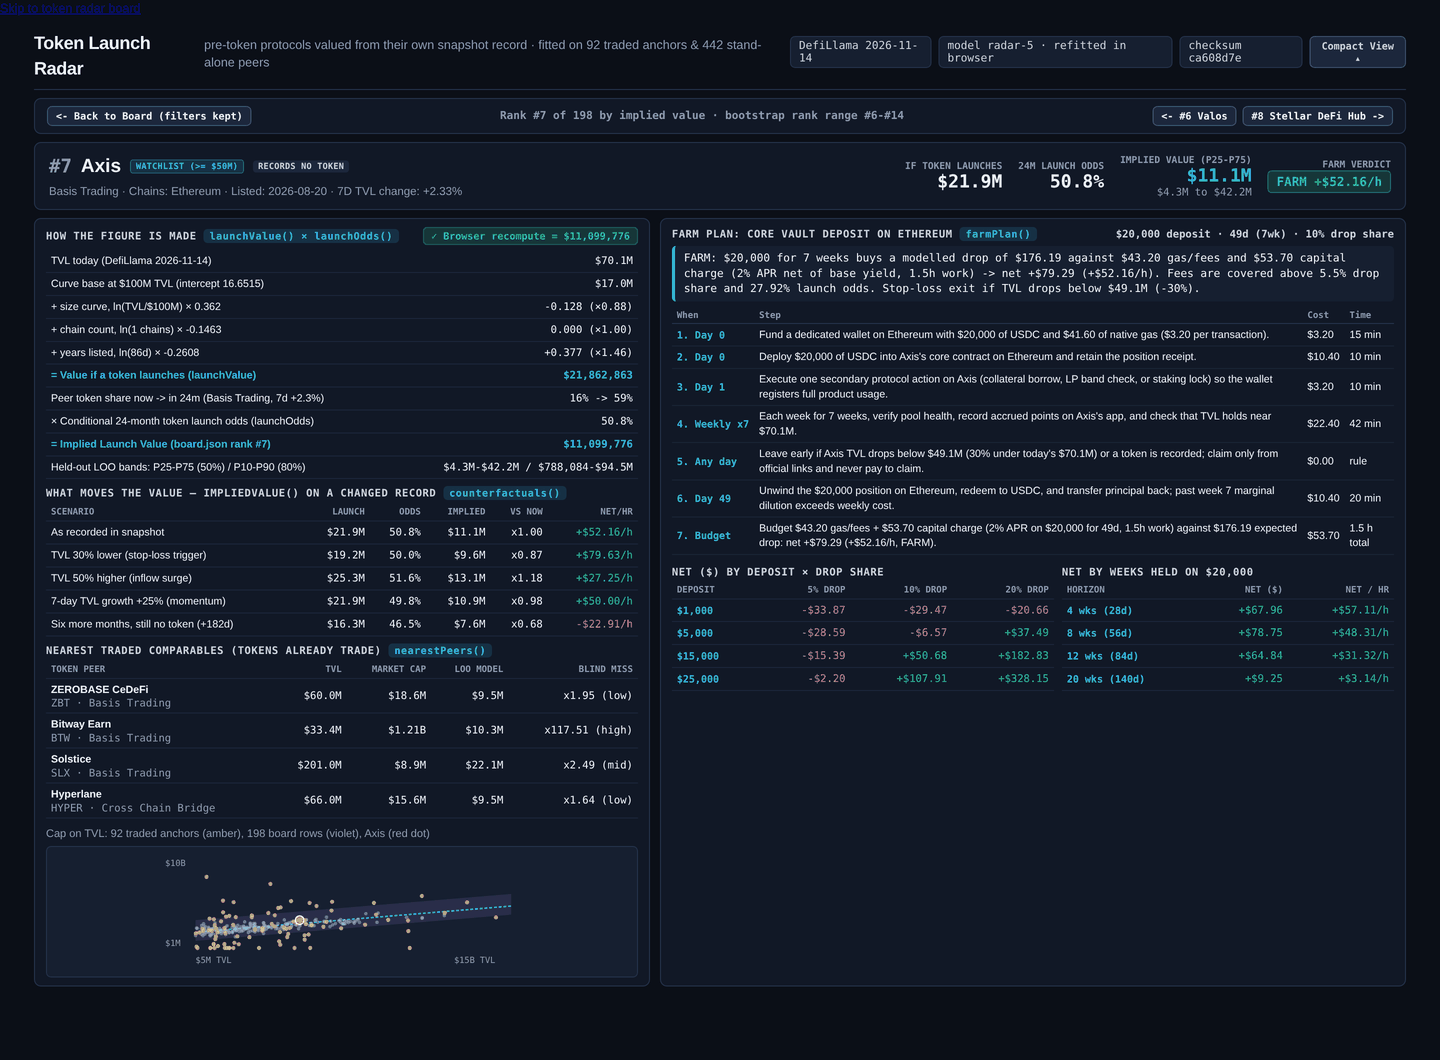 Skip to token radar board
Token Launch
Radar
pre-token protocols valued from their own snapshot record · fitted on 92 traded anchors & 442 stand-
alone peers
DefiLlama 2026-11-
14
model radar-5 · refitted in
browser
checksum
ca608d7e
Compact View
▴
<- Back to Board (filters kept)
Rank #7 of 198 by implied value · bootstrap rank range #6-#14
<- #6 Valos
#8 Stellar DeFi Hub ->
#7 Axis WATCHLIST (>= $50M) RECORDS NO TOKEN
Basis Trading · Chains: Ethereum · Listed: 2026-08-20 · 7D TVL change: +2.33%
IF TOKEN LAUNCHES
$21.9M
24M LAUNCH ODDS
50.8%
IMPLIED VALUE (P25-P75)
$11.1M
$4.3M to $42.2M
FARM VERDICT
FARM +$52.16/h
HOW THE FIGURE IS MADE launchValue() × launchOdds() ✓ Browser recompute = $11,099,776
TVL today (DefiLlama 2026-11-14) $70.1M
Curve base at $100M TVL (intercept 16.6515) $17.0M
+ size curve, ln(TVL/$100M) × 0.362 -0.128 (×0.88)
+ chain count, ln(1 chains) × -0.1463 0.000 (×1.00)
+ years listed, ln(86d) × -0.2608 +0.377 (×1.46)
= Value if a token launches (launchValue) $21,862,863
Peer token share now -> in 24m (Basis Trading, 7d +2.3%) 16% -> 59%
× Conditional 24-month token launch odds (launchOdds) 50.8%
= Implied Launch Value (board.json rank #7) $11,099,776
Held-out LOO bands: P25-P75 (50%) / P10-P90 (80%) $4.3M-$42.2M / $788,084-$94.5M
WHAT MOVES THE VALUE — IMPLIEDVALUE() ON A CHANGED RECORD counterfactuals()
SCENARIO LAUNCH ODDS IMPLIED VS NOW NET/HR
As recorded in snapshot $21.9M 50.8% $11.1M x1.00 +$52.16/h
TVL 30% lower (stop-loss trigger) $19.2M 50.0% $9.6M x0.87 +$79.63/h
TVL 50% higher (inflow surge) $25.3M 51.6% $13.1M x1.18 +$27.25/h
7-day TVL growth +25% (momentum) $21.9M 49.8% $10.9M x0.98 +$50.00/h
Six more months, still no token (+182d) $16.3M 46.5% $7.6M x0.68 -$22.91/h
NEAREST TRADED COMPARABLES (TOKENS ALREADY TRADE) nearestPeers()
TOKEN PEER TVL MARKET CAP LOO MODEL BLIND MISS
ZEROBASE CeDeFi
ZBT · Basis Trading $60.0M $18.6M $9.5M x1.95 (low)
Bitway Earn
BTW · Basis Trading $33.4M $1.21B $10.3M x117.51 (high)
Solstice
SLX · Basis Trading $201.0M $8.9M $22.1M x2.49 (mid)
Hyperlane
HYPER · Cross Chain Bridge $66.0M $15.6M $9.5M x1.64 (low)
Cap on TVL: 92 traded anchors (amber), 198 board rows (violet), Axis (red dot)
$10B
$1M
$5M TVL
$15B TVL
FARM PLAN: CORE VAULT DEPOSIT ON ETHEREUM farmPlan() $20,000 deposit · 49d (7wk) · 10% drop share
FARM: $20,000 for 7 weeks buys a modelled drop of $176.19 against $43.20 gas/fees and $53.70 capital
charge (2% APR net of base yield, 1.5h work) -> net +$79.29 (+$52.16/h). Fees are covered above 5.5% drop
share and 27.92% launch odds. Stop-loss exit if TVL drops below $49.1M (-30%).
When Step Cost Time
1. Day 0 Fund a dedicated wallet on Ethereum with $20,000 of USDC and $41.60 of native gas ($3.20 per transaction). $3.20 15 min
2. Day 0 Deploy $20,000 of USDC into Axis's core contract on Ethereum and retain the position receipt. $10.40 10 min
3. Day 1 Execute one secondary protocol action on Axis (collateral borrow, LP band check, or staking lock) so the wallet
registers full product usage. $3.20 10 min
4. Weekly x7 Each week for 7 weeks, verify pool health, record accrued points on Axis's app, and check that TVL holds near
$70.1M. $22.40 42 min
5. Any day Leave early if Axis TVL drops below $49.1M (30% under today's $70.1M) or a token is recorded; claim only from
official links and never pay to claim. $0.00 rule
6. Day 49 Unwind the $20,000 position on Ethereum, redeem to USDC, and transfer principal back; past week 7 marginal
dilution exceeds weekly cost. $10.40 20 min
7. Budget Budget $43.20 gas/fees + $53.70 capital charge (2% APR on $20,000 for 49d, 1.5h work) against $176.19 expected
drop: net +$79.29 (+$52.16/h, FARM). $53.70 1.5 h
total
NET ($) BY DEPOSIT × DROP SHARE
DEPOSIT 5% DROP 10% DROP 20% DROP
$1,000 -$33.87 -$29.47 -$20.66
$5,000 -$28.59 -$6.57 +$37.49
$15,000 -$15.39 +$50.68 +$182.83
$25,000 -$2.20 +$107.91 +$328.15
NET BY WEEKS HELD ON $20,000
HORIZON NET ($) NET / HR
4 wks (28d) +$67.96 +$57.11/h
8 wks (56d) +$78.75 +$48.31/h
12 wks (84d) +$64.84 +$31.32/h
20 wks (140d) +$9.25 +$3.14/h